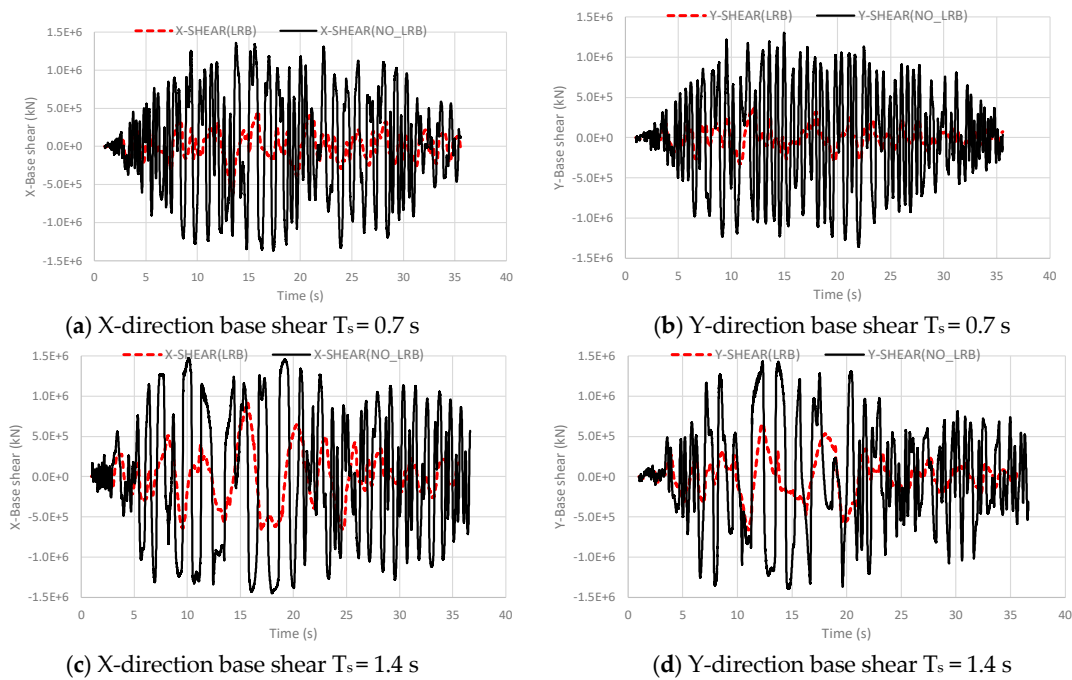 X-SHEAR(LRB) X-SHEAR(NO_LRB)
1.5E+6
1.0E+6
5.0E+5
0.0E+0
-5.0E+5
-1.0E+6
-1.5E+6
X-Base shear (kN)
0 5 10 15 20 25 30 35 40
Time (s)
(a) X-direction base shear Ts = 0.7 s
Y-SHEAR(LRB) Y-SHEAR(NO_LRB)
1.5E+6
1.0E+6
5.0E+5
0.0E+0
-5.0E+5
-1.0E+6
-1.5E+6
Y-Base shear (kN)
0 5 10 15 20 25 30 35 40
Time (s)
(b) Y-direction base shear Ts = 0.7 s
X-SHEAR(LRB) X-SHEAR(NO_LRB)
1.5E+6
1.0E+6
5.0E+5
0.0E+0
-5.0E+5
-1.0E+6
-1.5E+6
X-Base shear (kN)
0 5 10 15 20 25 30 35 40
Time (s)
(c) X-direction base shear Ts = 1.4 s
Y-SHEAR(LRB) Y-SHEAR(NO_LRB)
1.5E+6
1.0E+6
5.0E+5
0.0E+0
-5.0E+5
-1.0E+6
-1.5E+6
Y-Base shear (kN)
0 5 10 15 20 25 30 35 40
Time (s)
(d) Y-direction base shear Ts = 1.4 s